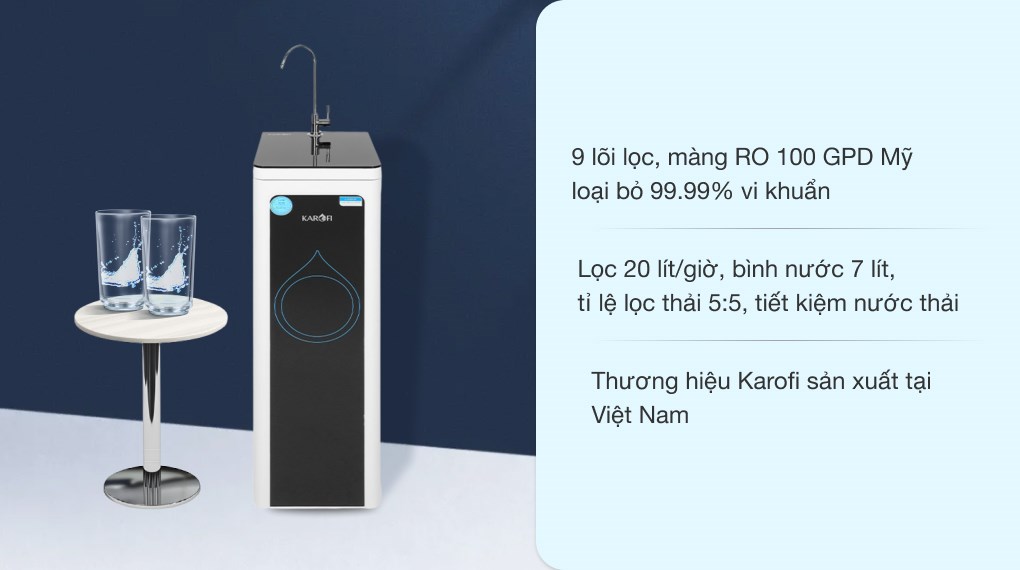 KAROFI
9 lõi lọc, màng RO 100 GPD Mỹ
loại bỏ 99.99% vi khuẩn
Lọc 20 lít/giờ, bình nước 7 lít,
tỉ lệ lọc thải 5:5, tiết kiệm nước thải
Thương hiệu Karofi sản xuất tại
Việt Nam